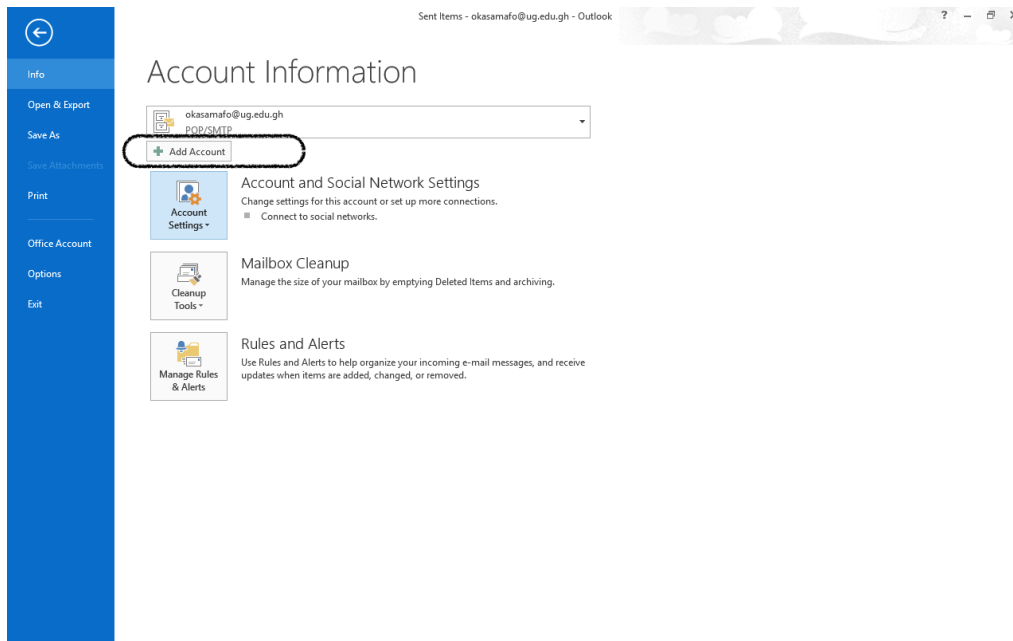 Sent Items - okasamafo@ug.edu.gh - Outlook
?
Info
Open & Export
Save As
Save Attachments
Print
Office Account
Options
Exit
Account Information
okasamafo@ug.edu.gh
POP/SMTP
Add Account
Account
Settings
Account and Social Network Settings
Change settings for this account or set up more connections.
Connect to social networks.
Cleanup
Tools
Mailbox Cleanup
Manage the size of your mailbox by emptying Deleted Items and archiving.
Manage Rules
& Alerts
Rules and Alerts
Use Rules and Alerts to help organize your incoming e-mail messages, and receive
updates when items are added, changed, or removed.